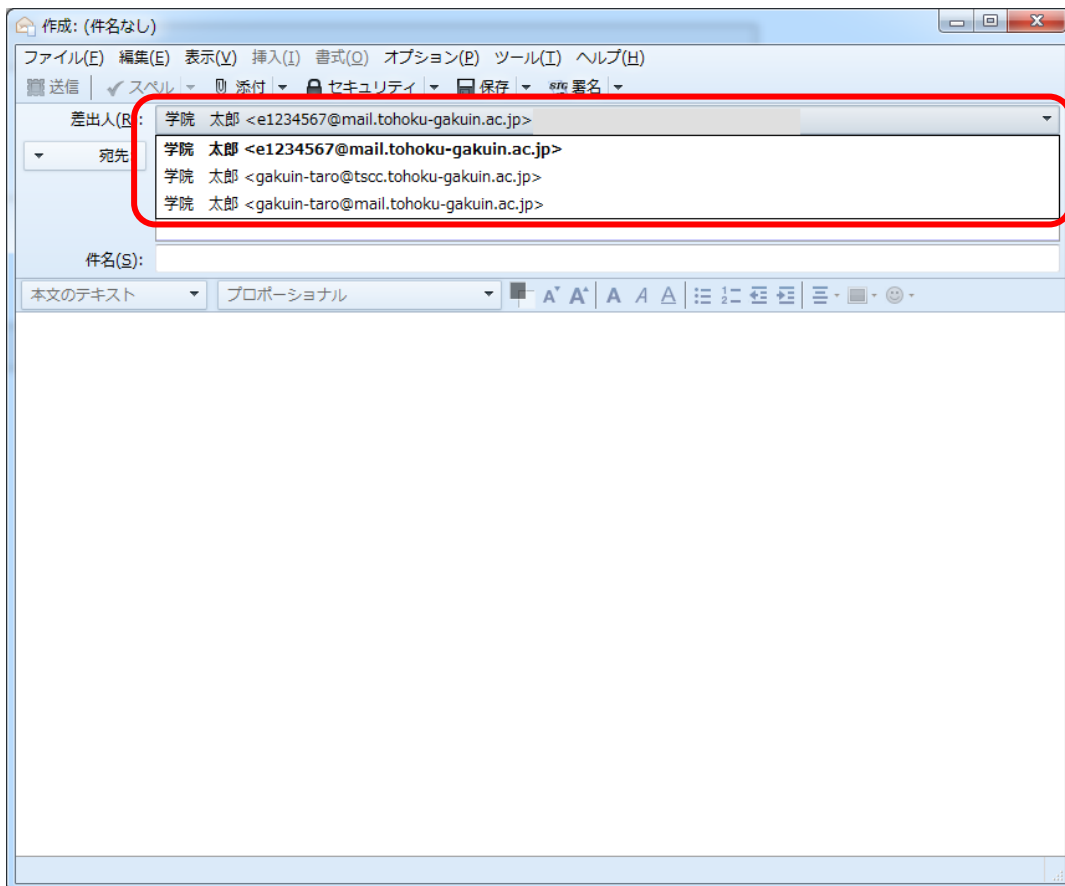 作成: (件名なし)
ファイル(F) 編集(E) 表示(V) 挿入(I) 書式(O) オプション(P) ツール(T) ヘルプ(H)
送信 スペル 添付 セキュリティ 保存 署名
差出人(R): 学院 太郎 <e1234567@mail.tohoku-gakuin.ac.jp>
宛先 学院 太郎 <e1234567@mail.tohoku-gakuin.ac.jp>
学院 太郎 <gakuin-taro@tscc.tohoku-gakuin.ac.jp>
学院 太郎 <gakuin-taro@mail.tohoku-gakuin.ac.jp>
件名(S):
本文のテキスト プロポーショナル A A A A A